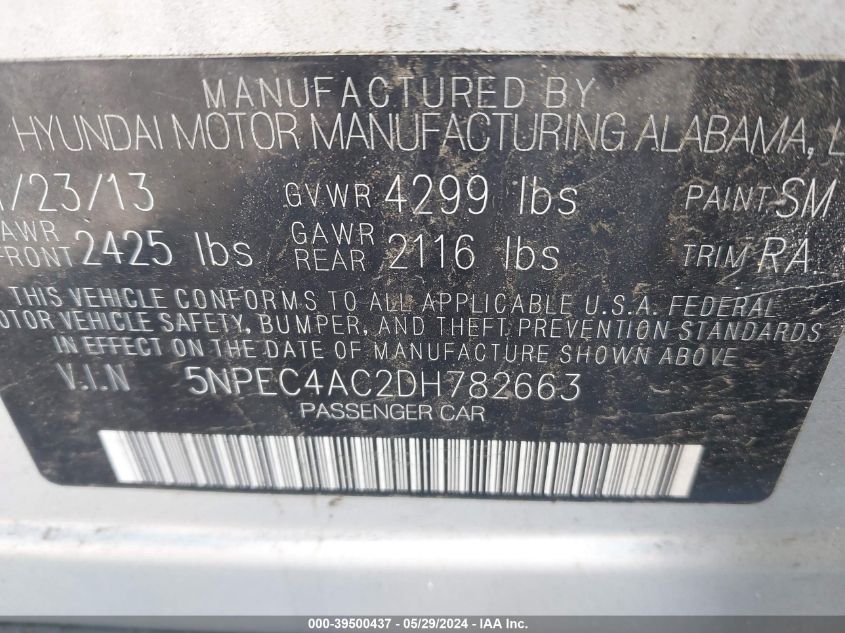 MANUFACTURED BY
HYUNDAI MOTOR MANUFACTURING ALABAMA, L
/23/13 GVWR 4299 lbs PAINT SM
GAWR FRONT 2425 lbs GAWR REAR 2116 lbs TRIM RA
THIS VEHICLE CONFORMS TO ALL APPLICABLE U.S.A. FEDERAL
OTOR VEHICLE SAFETY, BUMPER, AND THEFT PREVENTION STANDARDS
IN EFFECT ON THE DATE OF MANUFACTURE SHOWN ABOVE
V.I.N 5NPEC4AC2DH782663
PASSENGER CAR
000-39500437 - 05/29/2024 - IAA Inc.